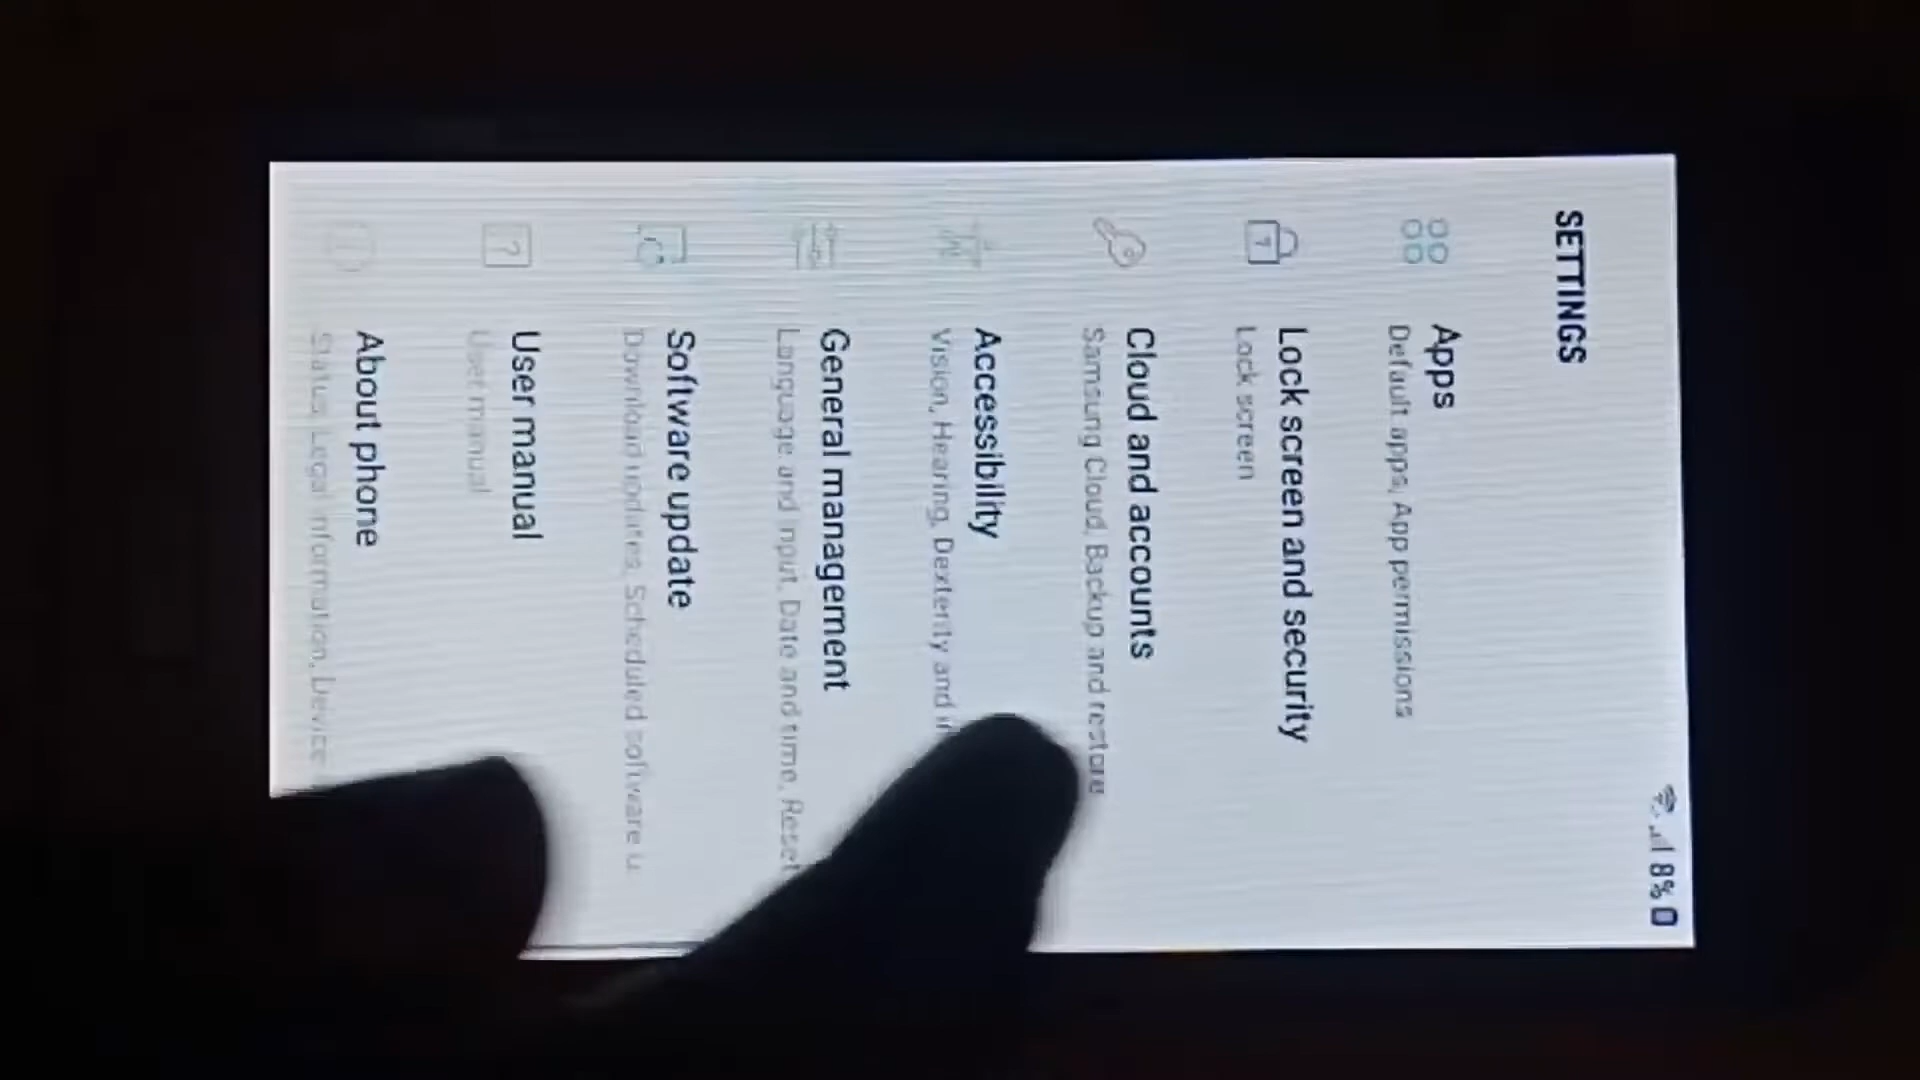 8%
SETTINGS
Apps
Default apps, App permissions
Lock screen and security
Lock screen
Cloud and accounts
Samsung Cloud, Backup and restore
Accessibility
Vision, Hearing, Dexterity and
General management
Language and input, Date and time, Reset
Software update
Download updates, Scheduled software u
User manual
User manual
About phone
Status, Legal information, Device